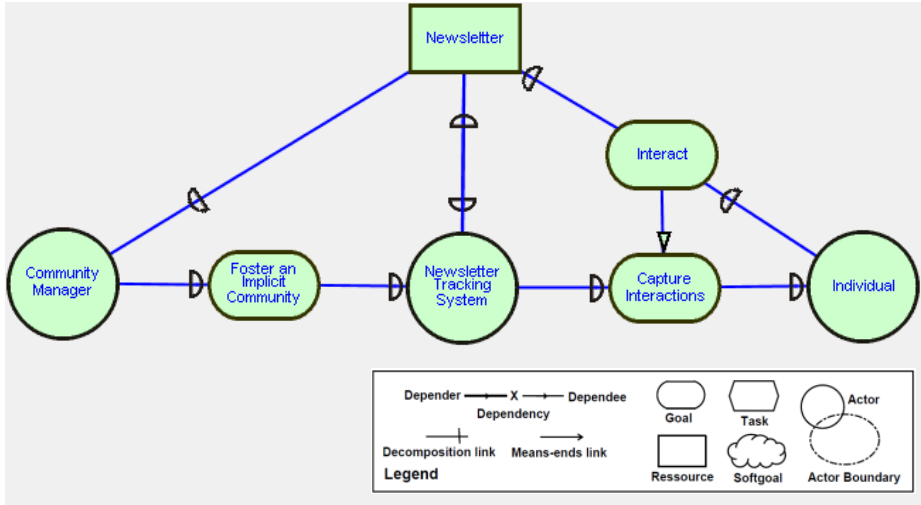 Newslettter
Interact
Community
Manager
Foster an
Implicit
Community
Newsletter
Tracking
System
Capture
Interactions
Individual
Depender X Dependee
Dependency
Goal
Task
Actor
Decomposition link
Means-ends link
Legend
Ressource
Softgoal
Actor Boundary